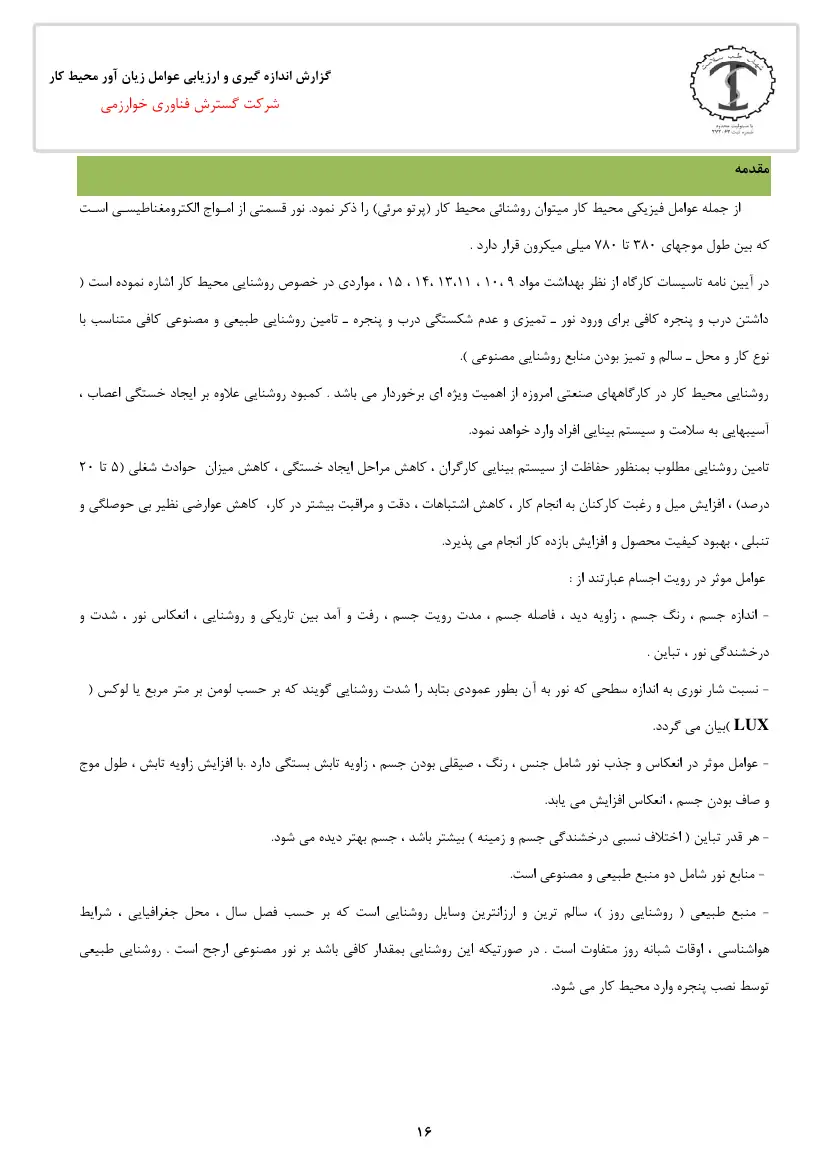 گزارش اندازه گیری و ارزیابی عوامل زیان آور محیط کار
شرکت گسترش فناوری خوارزمی
شهاب طب سلامت
با مسئولیت محدود
مقدمه
از جمله عوامل فیزیکی محیط کار میتوان روشنائی محیط کار (پرتو مرئی) را ذکر نمود. نور قسمتی از امـواج الکترومغناطیسـی اسـت
که بین طول موجهای ۳۸۰ تا ۷۸۰ میلی میکرون قرار دارد .
در آیین نامه تاسیسات کارگاه از نظر بهداشت مواد ۹ ،۱۰ ، ۱۳،۱۱ ،۱۴ ، ۱۵ ، مواردی در خصوص روشنایی محیط کار اشاره نموده است (
داشتن درب و پنجره کافی برای ورود نور ـ تمیزی و عدم شکستگی درب و پنجره ـ تامین روشنایی طبیعی و مصنوعی کافی متناسب با
نوع کار و محل ـ سالم و تمیز بودن منابع روشنایی مصنوعی ).
روشنایی محیط کار در کارگاههای صنعتی امروزه از اهمیت ویژه ای برخوردار می باشد . کمبود روشنایی علاوه بر ایجاد خستگی اعصاب ،
آسیبهایی به سلامت و سیستم بینایی افراد وارد خواهد نمود.
تامین روشنایی مطلوب بمنظور حفاظت از سیستم بینایی کارگران ، کاهش مراحل ایجاد خستگی ، کاهش میزان حوادث شغلی (۵ تا ۲۰
درصد) ، افزایش میل و رغبت کارکنان به انجام کار ، کاهش اشتباهات ، دقت و مراقبت بیشتر در کار، کاهش عوارضی نظیر بی حوصلگی و
تنبلی ، بهبود کیفیت محصول و افزایش بازده کار انجام می پذیرد.
عوامل موثر در رویت اجسام عبارتند از :
- اندازه جسم ، رنگ جسم ، زاویه دید ، فاصله جسم ، مدت رویت جسم ، رفت و آمد بین تاریکی و روشنایی ، انعکاس نور ، شدت و
درخشندگی نور ، تباین .
- نسبت شار نوری به اندازه سطحی که نور به آن بطور عمودی بتابد را شدت روشنایی گویند که بر حسب لومن بر متر مربع یا لوکس (
LUX )بیان می گردد.
- عوامل موثر در انعکاس و جذب نور شامل جنس ، رنگ ، صیقلی بودن جسم ، زاویه تابش بستگی دارد .با افزایش زاویه تابش ، طول موج
و صاف بودن جسم ، انعکاس افزایش می یابد.
- هر قدر تباین ( اختلاف نسبی درخشندگی جسم و زمینه ) بیشتر باشد ، جسم بهتر دیده می شود.
- منابع نور شامل دو منبع طبیعی و مصنوعی است.
- منبع طبیعی ( روشنایی روز )، سالم ترین و ارزانترین وسایل روشنایی است که بر حسب فصل سال ، محل جغرافیایی ، شرایط
هواشناسی ، اوقات شبانه روز متفاوت است . در صورتیکه این روشنایی بمقدار کافی باشد بر نور مصنوعی ارجح است . روشنایی طبیعی
توسط نصب پنجره وارد محیط کار می شود.
۱۶